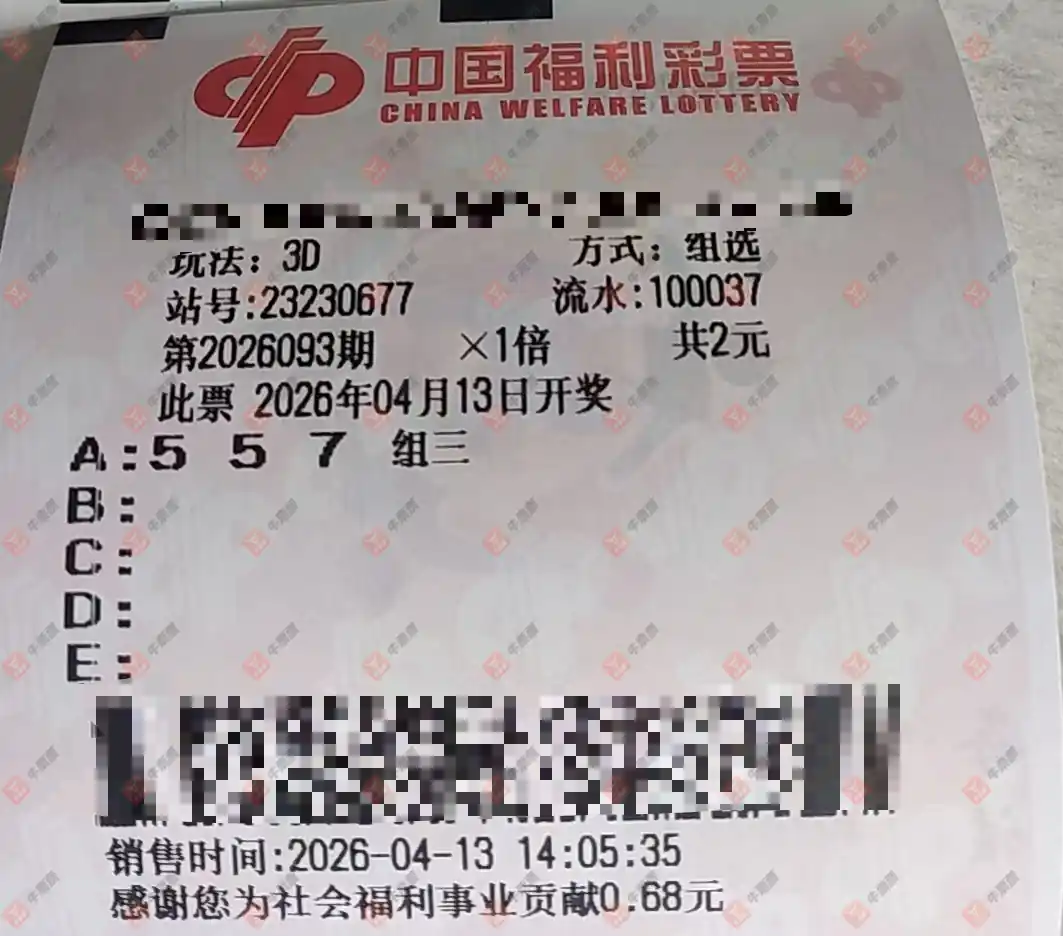 中国福利彩票
CHINA WELFARE LOTTERY
玩法：3D 方式：组选
站号:23230677 流水:100037
第2026093期 ×1倍 共2元
此票 2026年04月13日开奖
A:5 5 7 组三
B:
C:
D:
E:
销售时间:2026-04-13 14:05:35
感谢您为社会福利事业贡献0.68元